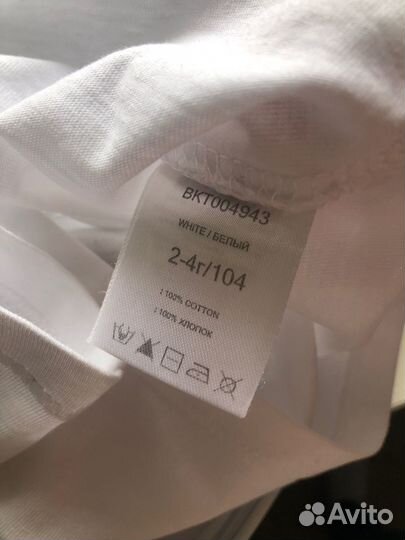 BKT004943
WHITE / БЕЛЫЙ
2-4г/104
: 100% COTTON
: 100% ХЛОПОК
Avito